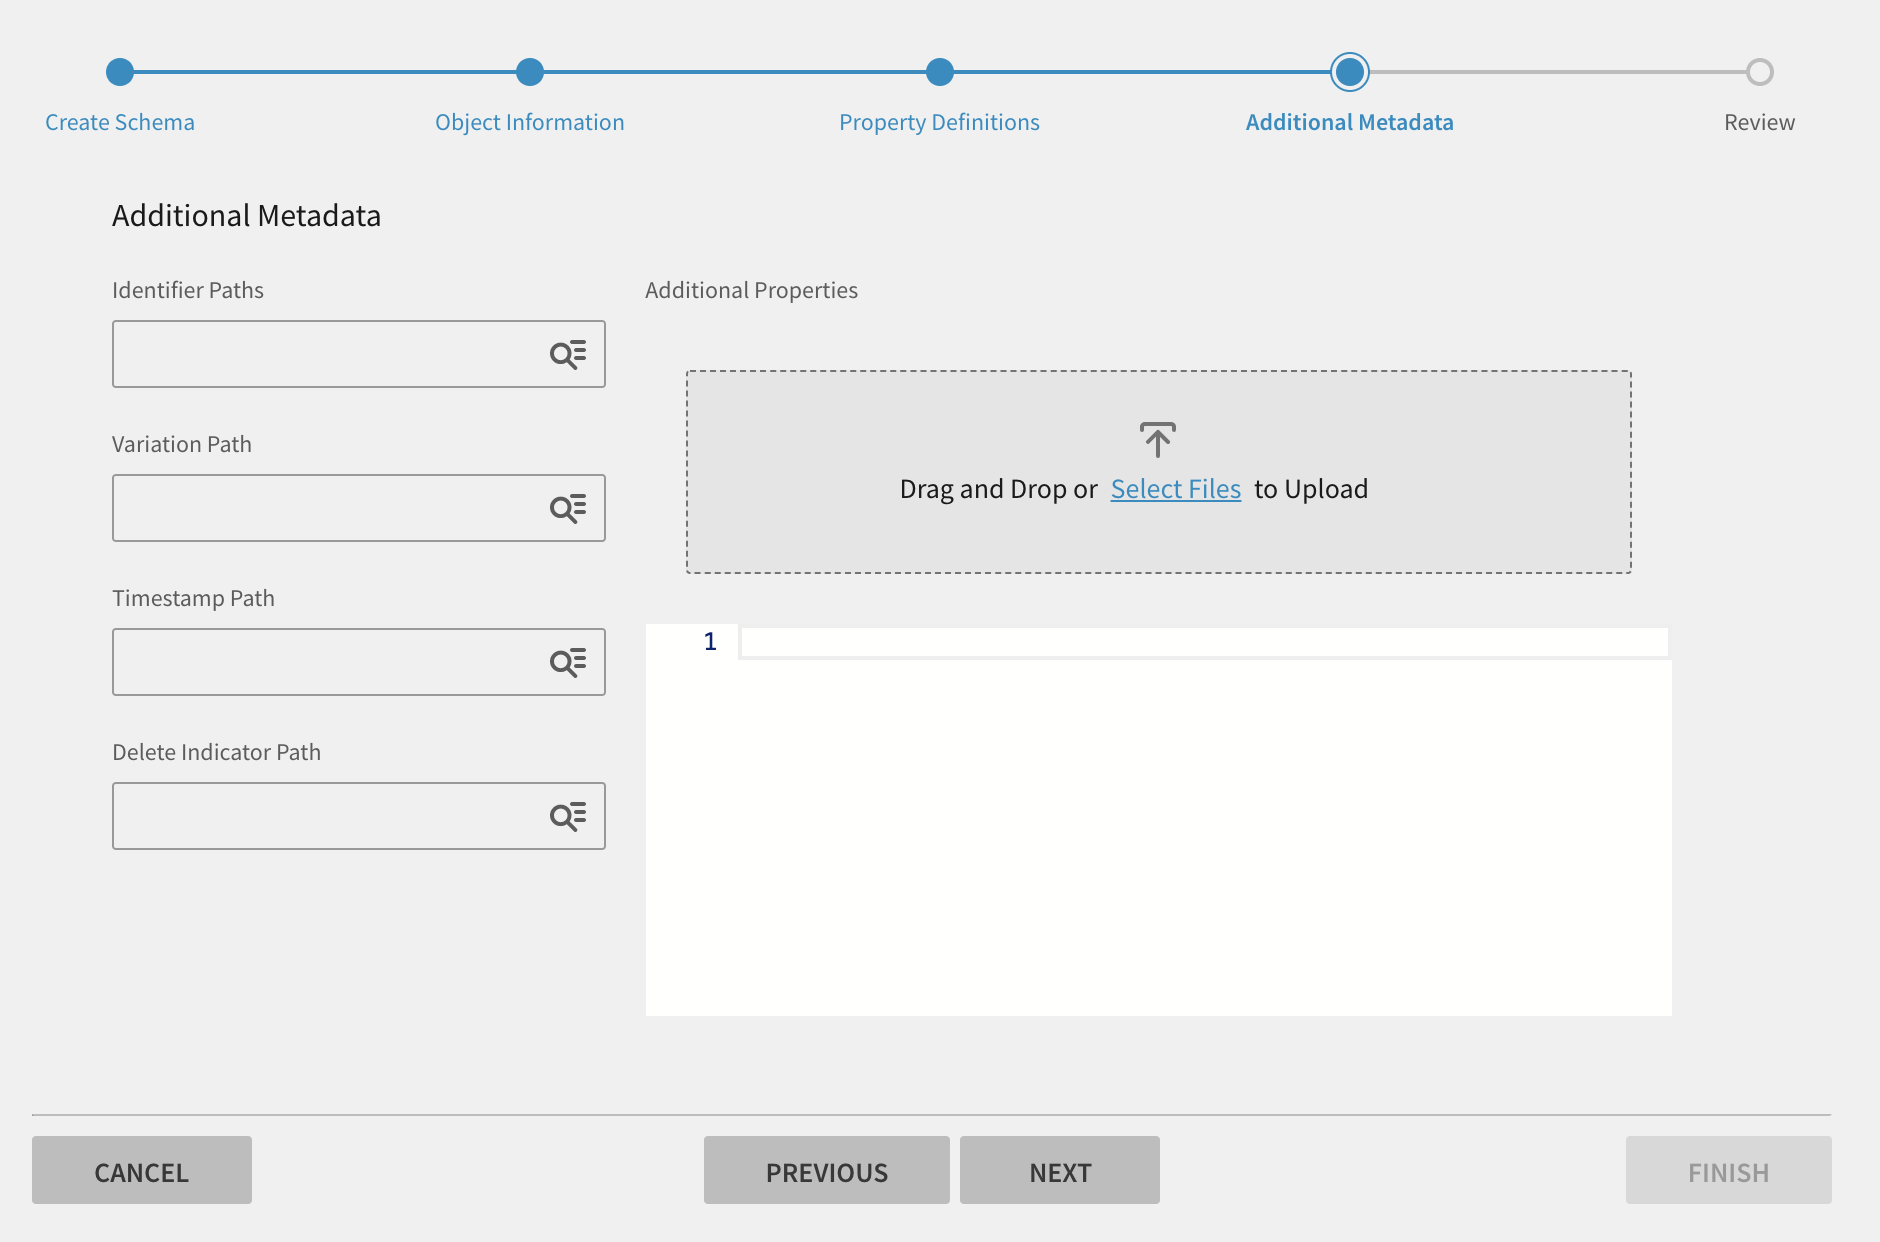 Create Schema
Object Information
Property Definitions
Additional Metadata
Review
Additional Metadata
Identifier Paths
Additional Properties
Drag and Drop or Select Files to Upload
Variation Path
Timestamp Path
1
Delete Indicator Path
CANCEL
PREVIOUS
NEXT
FINISH